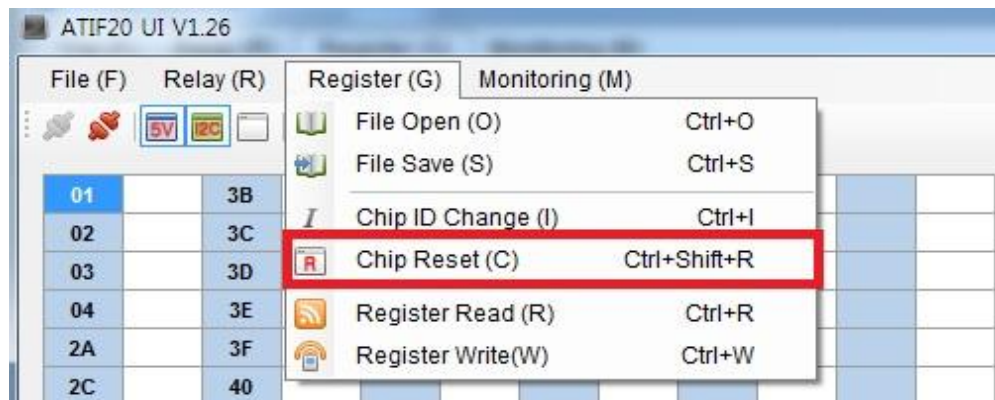 ATIF20 UI V1.26
File (F) Relay (R) Register (G) Monitoring (M)
5V I2C
File Open (O) Ctrl+O
File Save (S) Ctrl+S
01 3B
I Chip ID Change (I) Ctrl+I
02 3C
R Chip Reset (C) Ctrl+Shift+R
03 3D
04 3E
Register Read (R) Ctrl+R
2A 3F
Register Write(W) Ctrl+W
2C 40